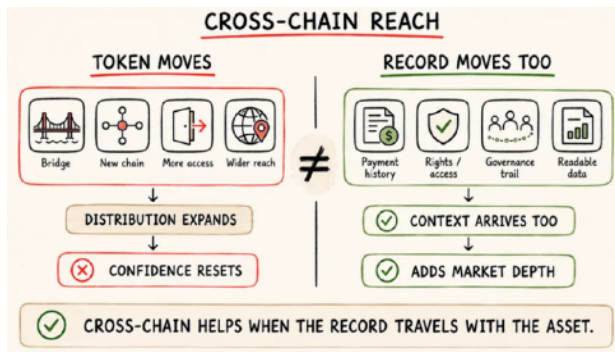 CROSS-CHAIN REACH
TOKEN MOVES
Bridge
New chain
More access
Wider reach
DISTRIBUTION EXPANDS
CONFIDENCE RESETS
≠
RECORD MOVES TOO
$
Payment
history
Rights /
access
Governance
trail
Readable
data
CONTEXT ARRIVES TOO
ADDS MARKET DEPTH
CROSS-CHAIN HELPS WHEN THE RECORD TRAVELS WITH THE ASSET.